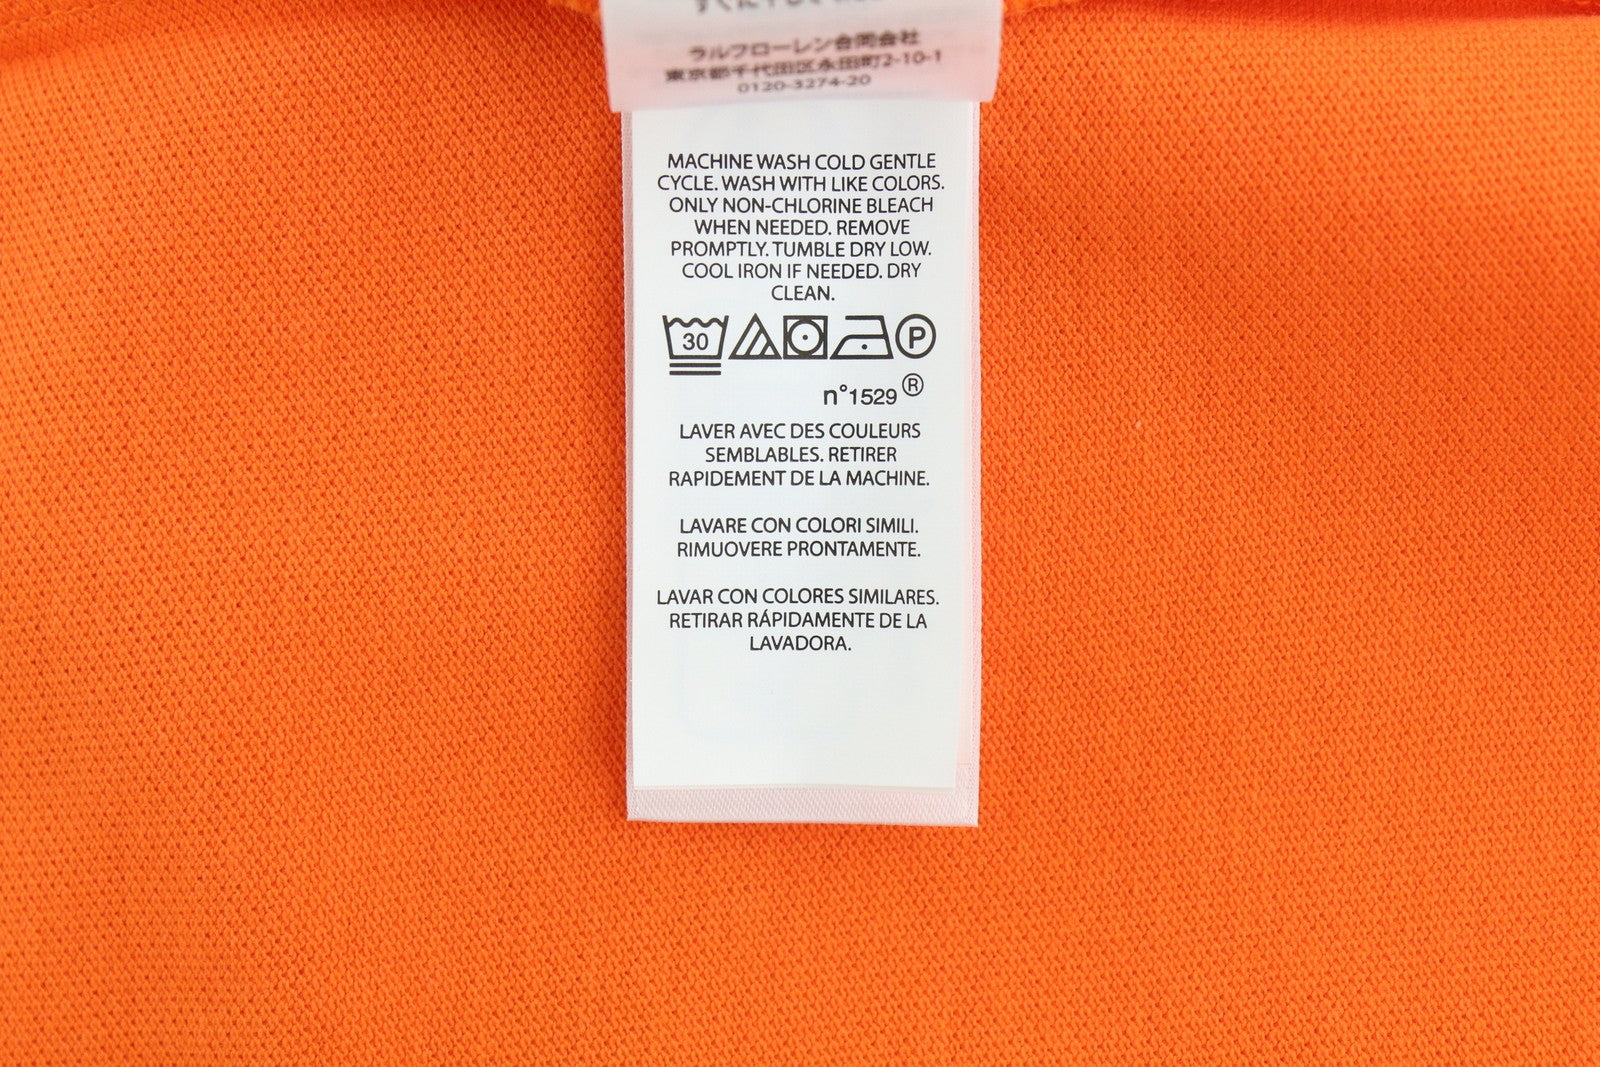 ラルフローレン合同会社
東京都千代田区永田町2-10-1
0120-3274-20
MACHINE WASH COLD GENTLE
CYCLE. WASH WITH LIKE COLORS.
ONLY NON-CHLORINE BLEACH
WHEN NEEDED. REMOVE
PROMPTLY. TUMBLE DRY LOW.
COOL IRON IF NEEDED. DRY
CLEAN.
30 P
n°1529 ®
LAVER AVEC DES COULEURS
SEMBLABLES. RETIRER
RAPIDEMENT DE LA MACHINE.
LAVARE CON COLORI SIMILI.
RIMUOVERE PRONTAMENTE.
LAVAR CON COLORES SIMILARES.
RETIRAR RÁPIDAMENTE DE LA
LAVADORA.